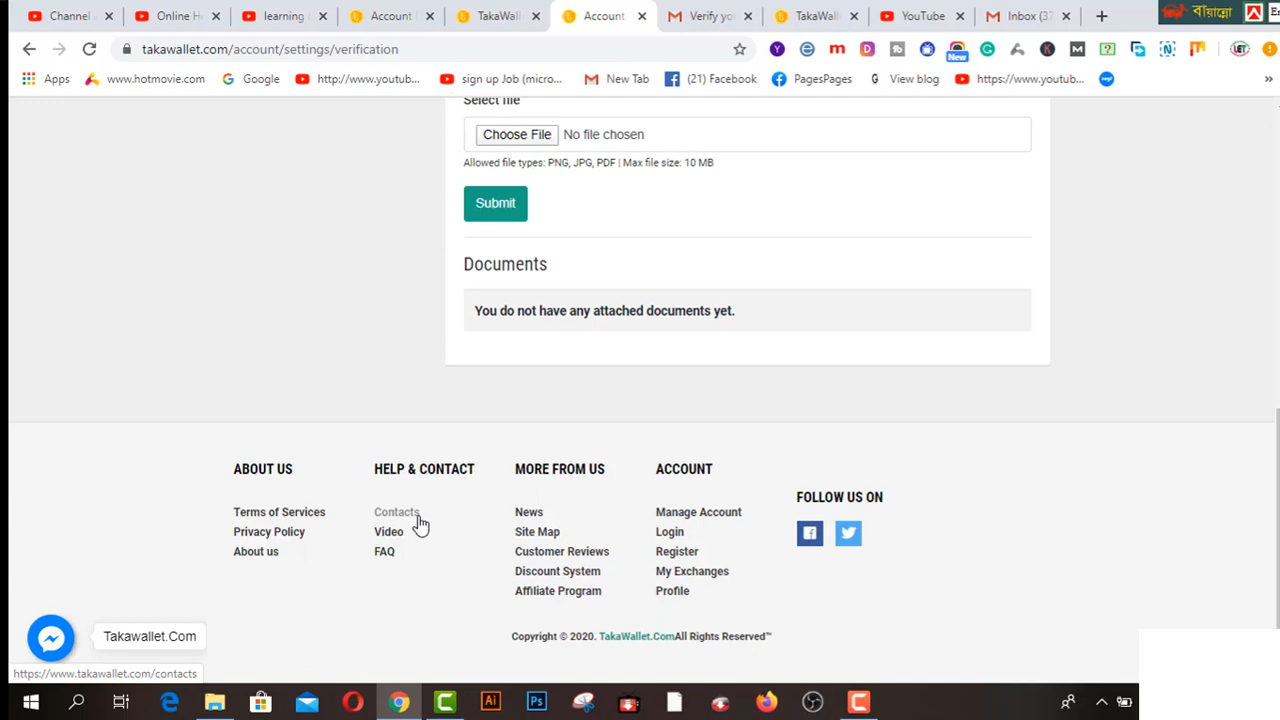 Channel
Online He
learning
Account
TakaWall
Account
Verify yo
TakaWall
YouTube
Inbox (37
বায়ান্নো
takawallet.com/account/settings/verification
New
Apps
www.hotmovie.com
Google
http://www.youtub...
sign up Job (micro...
New Tab
(21) Facebook
PagesPages
View blog
https://www.youtub...
Select file
Choose File No file chosen
Allowed file types: PNG, JPG, PDF | Max file size: 10 MB
Submit
Documents
You do not have any attached documents yet.
ABOUT US
Terms of Services
Privacy Policy
About us
HELP & CONTACT
Contacts
Video
FAQ
MORE FROM US
News
Site Map
Customer Reviews
Discount System
Affiliate Program
ACCOUNT
Manage Account
Login
Register
My Exchanges
Profile
FOLLOW US ON
Takawallet.Com
Copyright © 2020. TakaWallet.ComAll Rights Reserved™
https://www.takawallet.com/contacts